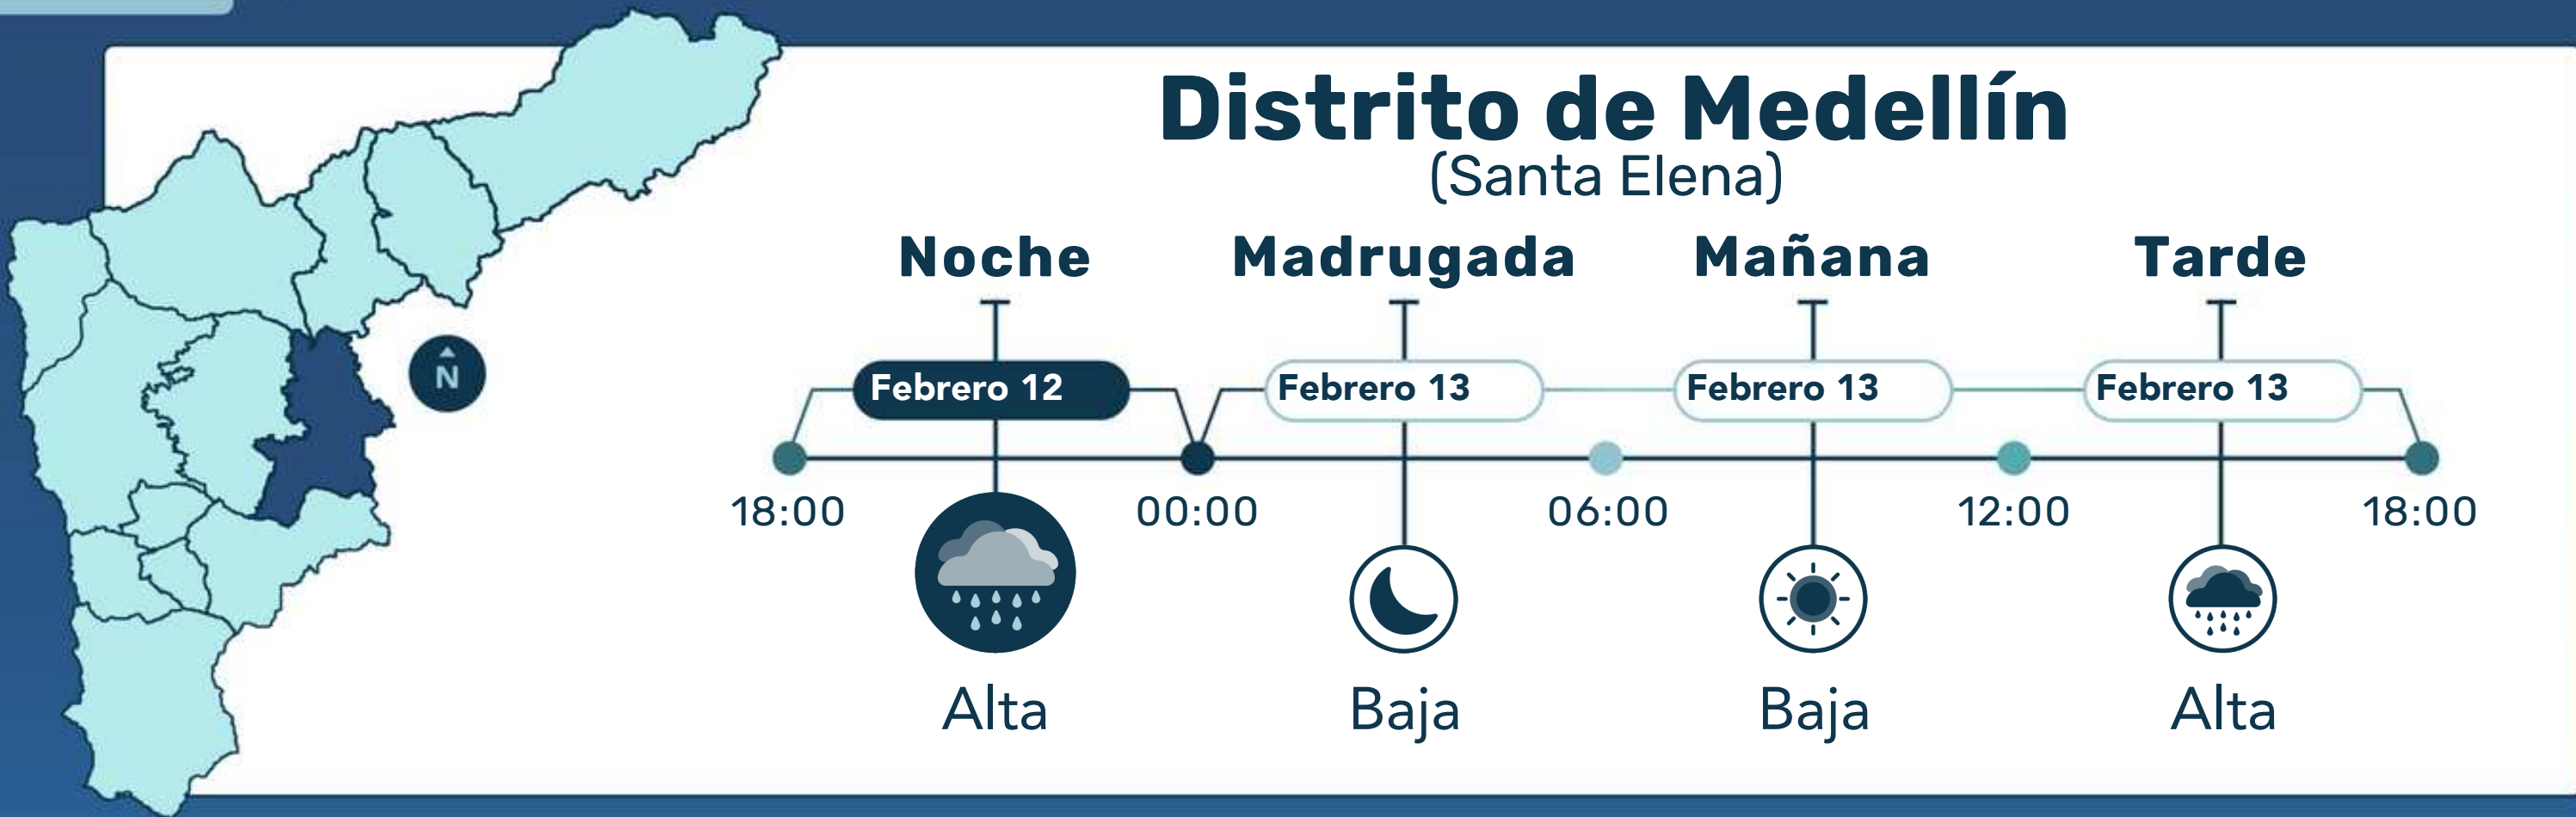 Distrito de Medellín
(Santa Elena)
Noche Madrugada Mañana Tarde
N
Febrero 12 Febrero 13 Febrero 13 Febrero 13
18:00 00:00 06:00 12:00 18:00
Alta Baja Baja Alta